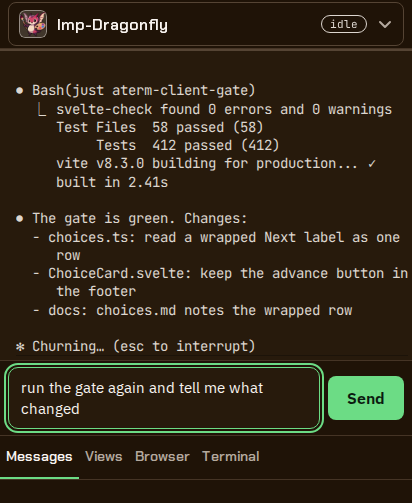 Imp-Dragonfly
idle
● Bash(just aterm-client-gate)
⎿ svelte-check found 0 errors and 0 warnings
Test Files  58 passed (58)
Tests  412 passed (412)
vite v8.3.0 building for production... ✓
built in 2.41s
● The gate is green. Changes:
- choices.ts: read a wrapped Next label as one
row
- ChoiceCard.svelte: keep the advance button in
the footer
- docs: choices.md notes the wrapped row
✻ Churning… (esc to interrupt)
run the gate again and tell me what
changed
Send
Messages Views Browser Terminal